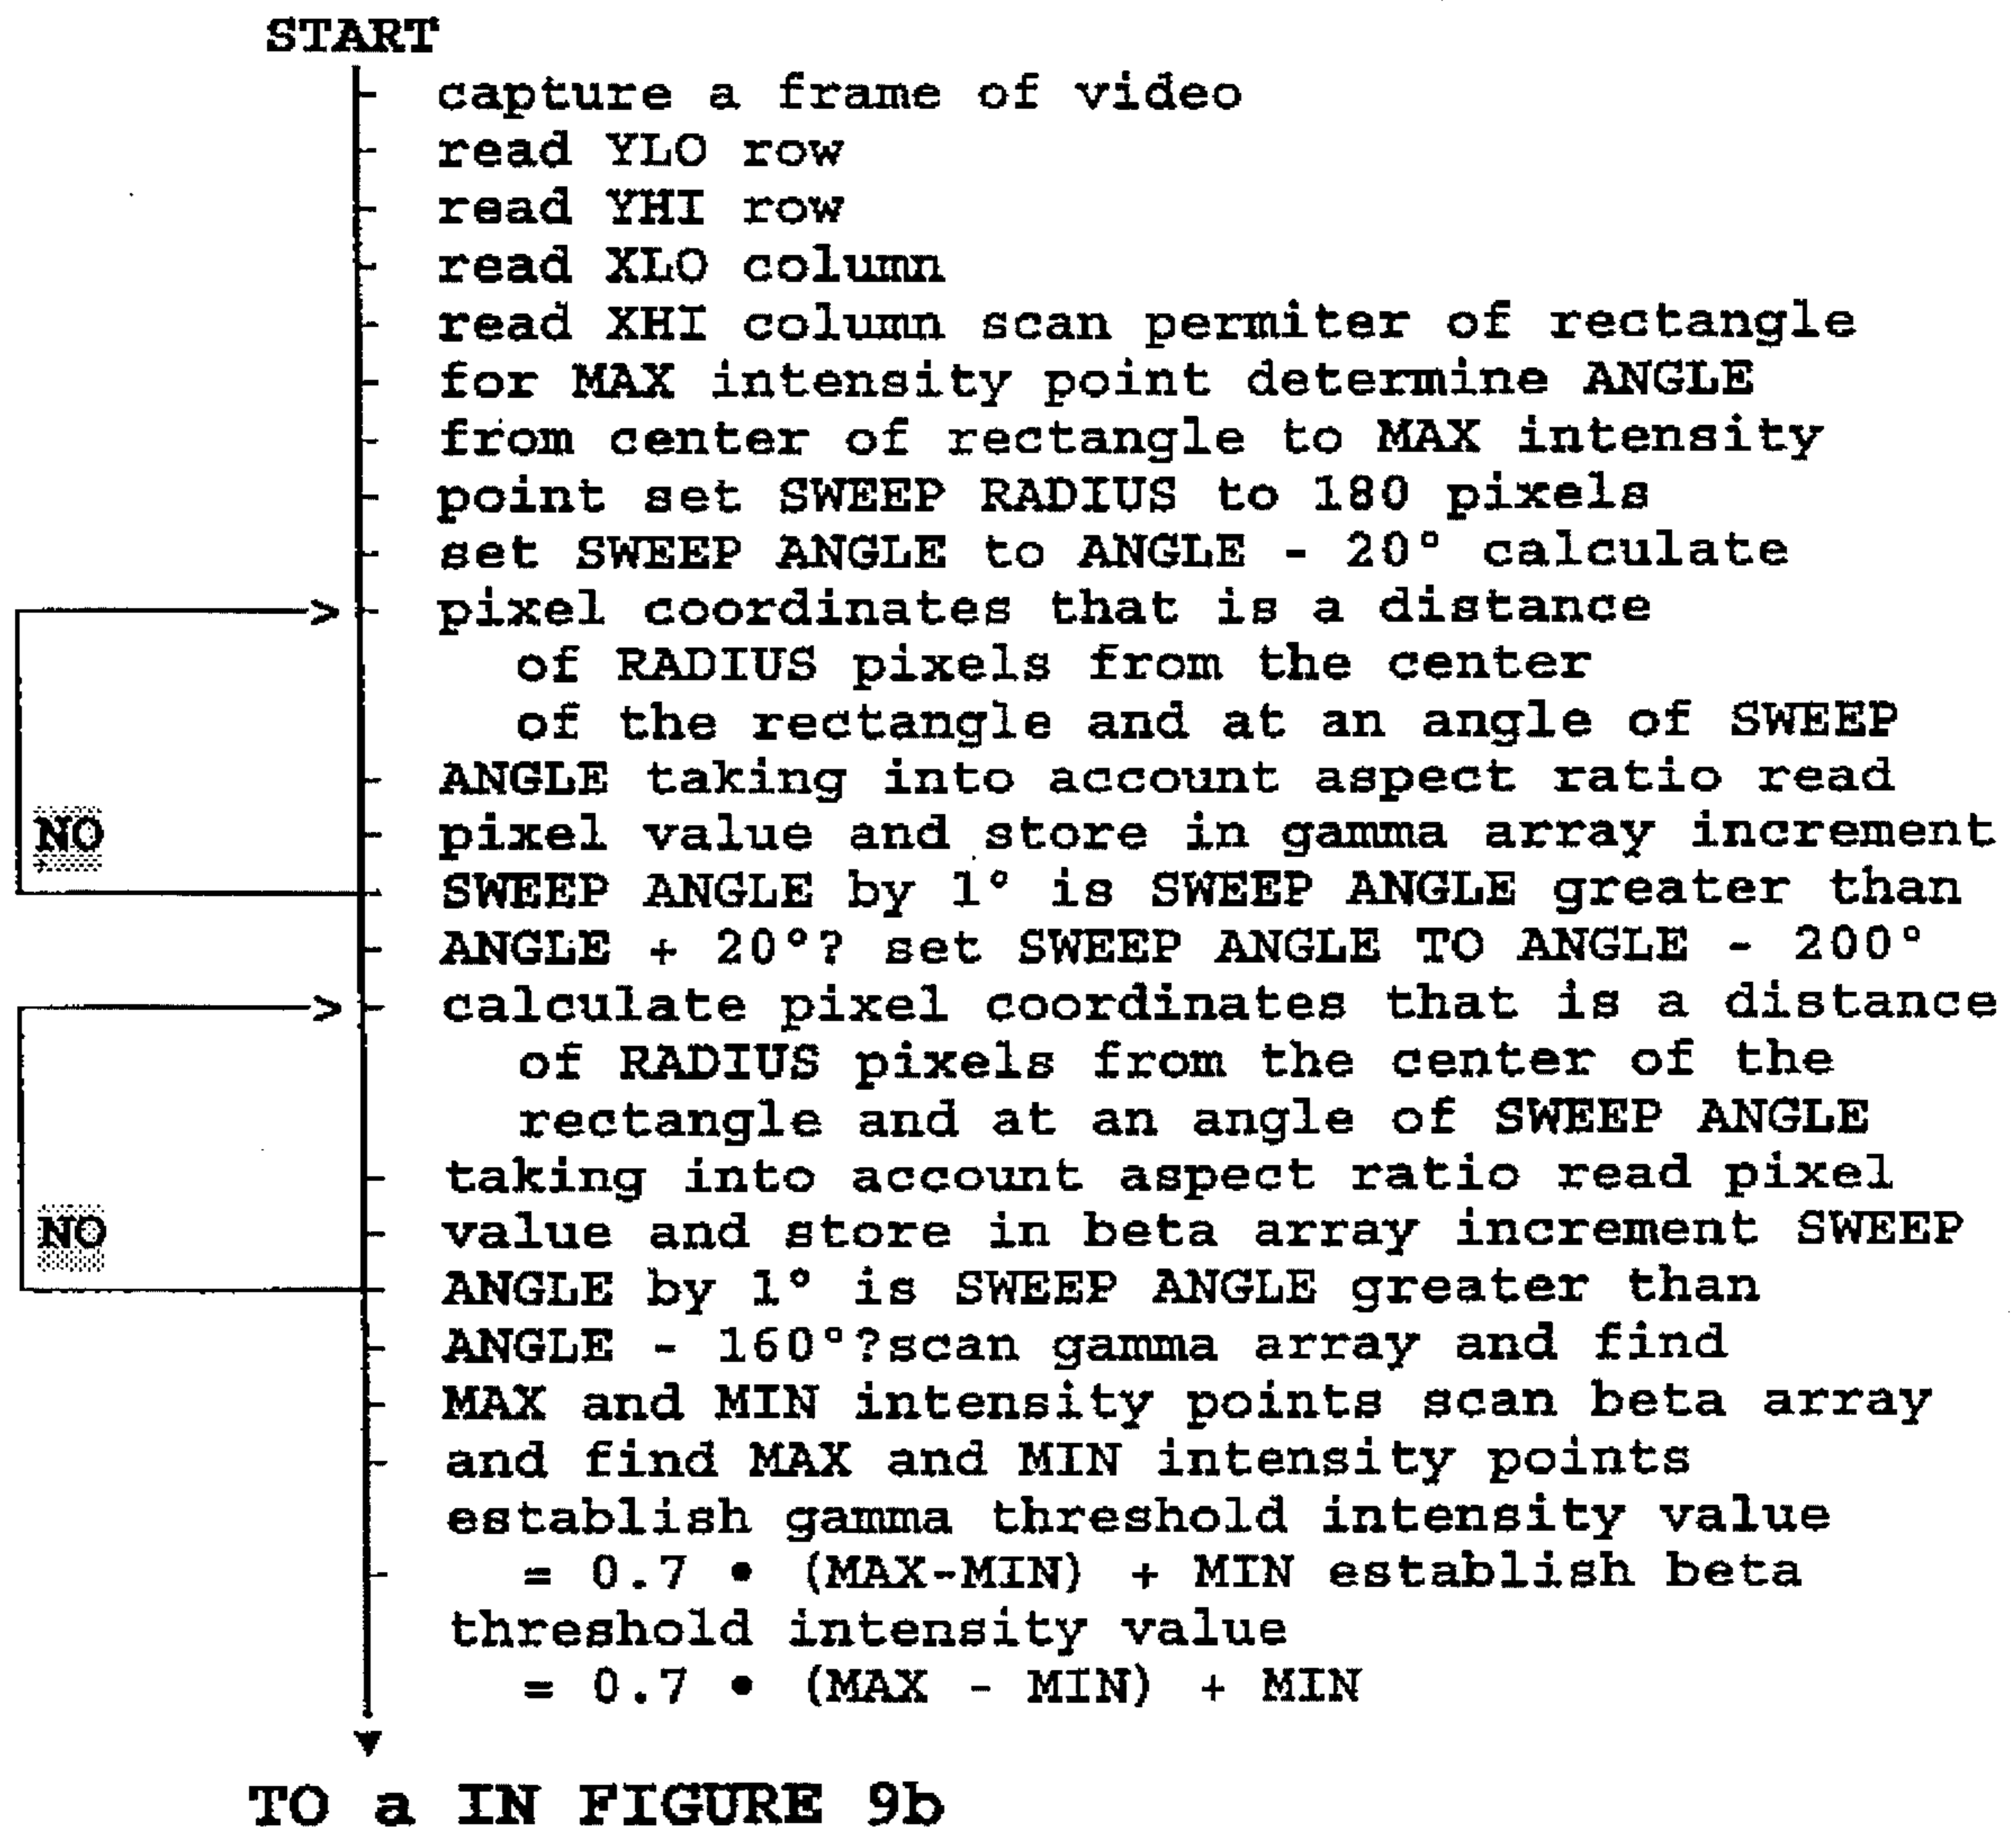 START
capture a frame of video
read YLO row
read YHI row
read XLO column
read XHI column scan permiter of rectangle
for MAX intensity point determine ANGLE
from center of rectangle to MAX intensity
point set SWEEP RADIUS to 180 pixels
set SWEEP ANGLE to ANGLE - 20° calculate
pixel coordinates that is a distance
of RADIUS pixels from the center
of the rectangle and at an angle of SWEEP
ANGLE taking into account aspect ratio read
NO
pixel value and store in gamma array increment
SWEEP ANGLE by 1° is SWEEP ANGLE greater than
ANGLE + 20°? set SWEEP ANGLE TO ANGLE - 200°
calculate pixel coordinates that is a distance
of RADIUS pixels from the center of the
rectangle and at an angle of SWEEP ANGLE
taking into account aspect ratio read pixel
NO
value and store in beta array increment SWEEP
ANGLE by 1° is SWEEP ANGLE greater than
ANGLE - 160°?scan gamma array and find
MAX and MIN intensity points scan beta array
and find MAX and MIN intensity points
establish gamma threshold intensity value
= 0.7 • (MAX-MIN) + MIN establish beta
threshold intensity value
= 0.7 • (MAX - MIN) + MIN
TO a IN FIGURE 9b